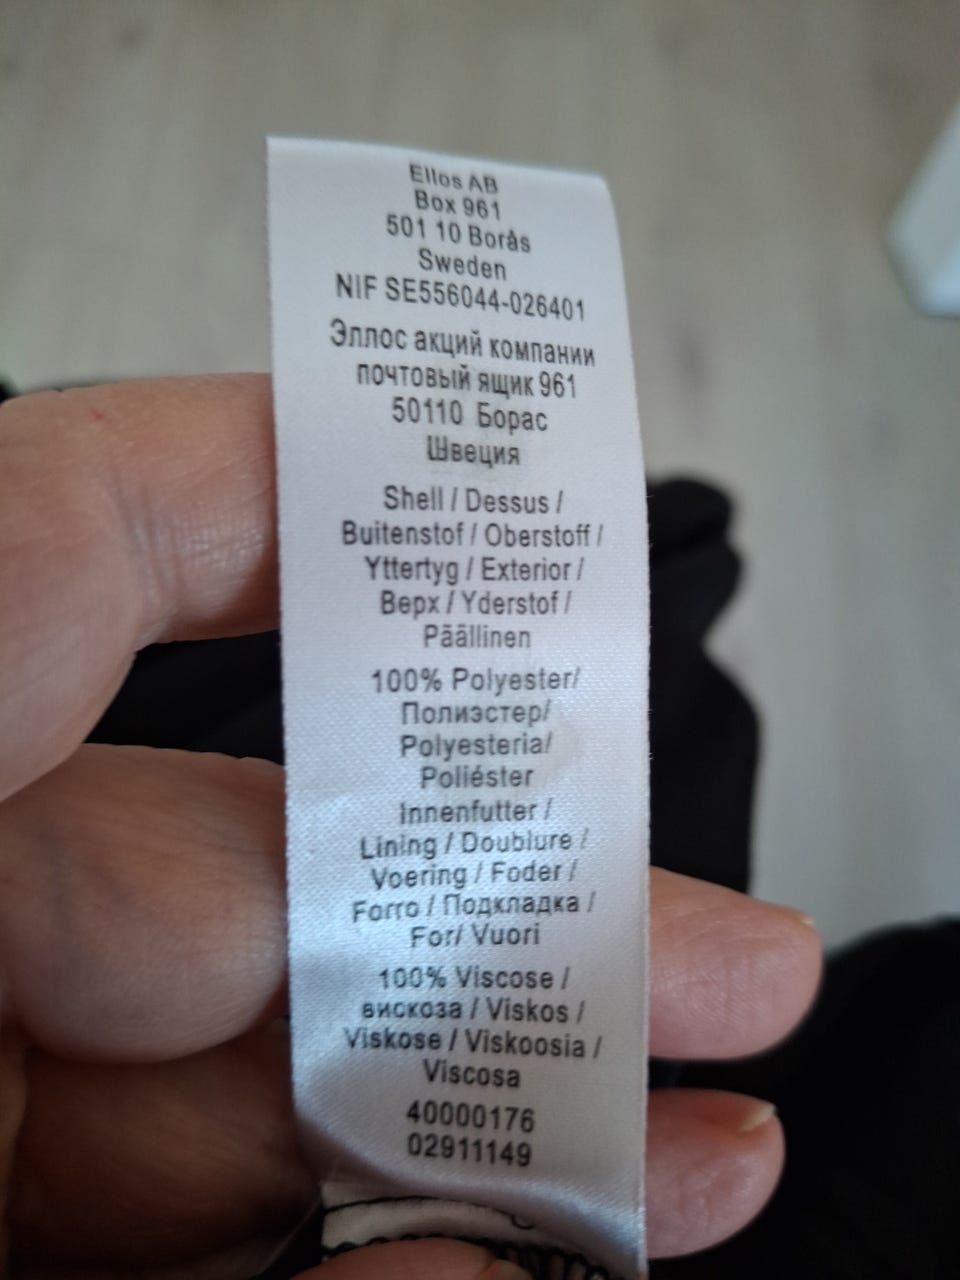 Ellos AB
Box 961
501 10 Borås
Sweden
NIF SE556044-026401
Эллос акций компании
почтовый ящик 961
50110 Борас
Швеция
Shell / Dessus /
Buitenstof / Oberstoff /
Yttertyg / Exterior /
Верх / Yderstof /
Päällinen
100% Polyester/
Полиэстер/
Polyesteria/
Poliéster
Innenfutter /
Lining / Doublure /
Voering / Foder /
Forro / Подкладка /
For/ Vuori
100% Viscose /
вискоза / Viskos /
Viskose / Viskoosia /
Viscosa
40000176
02911149